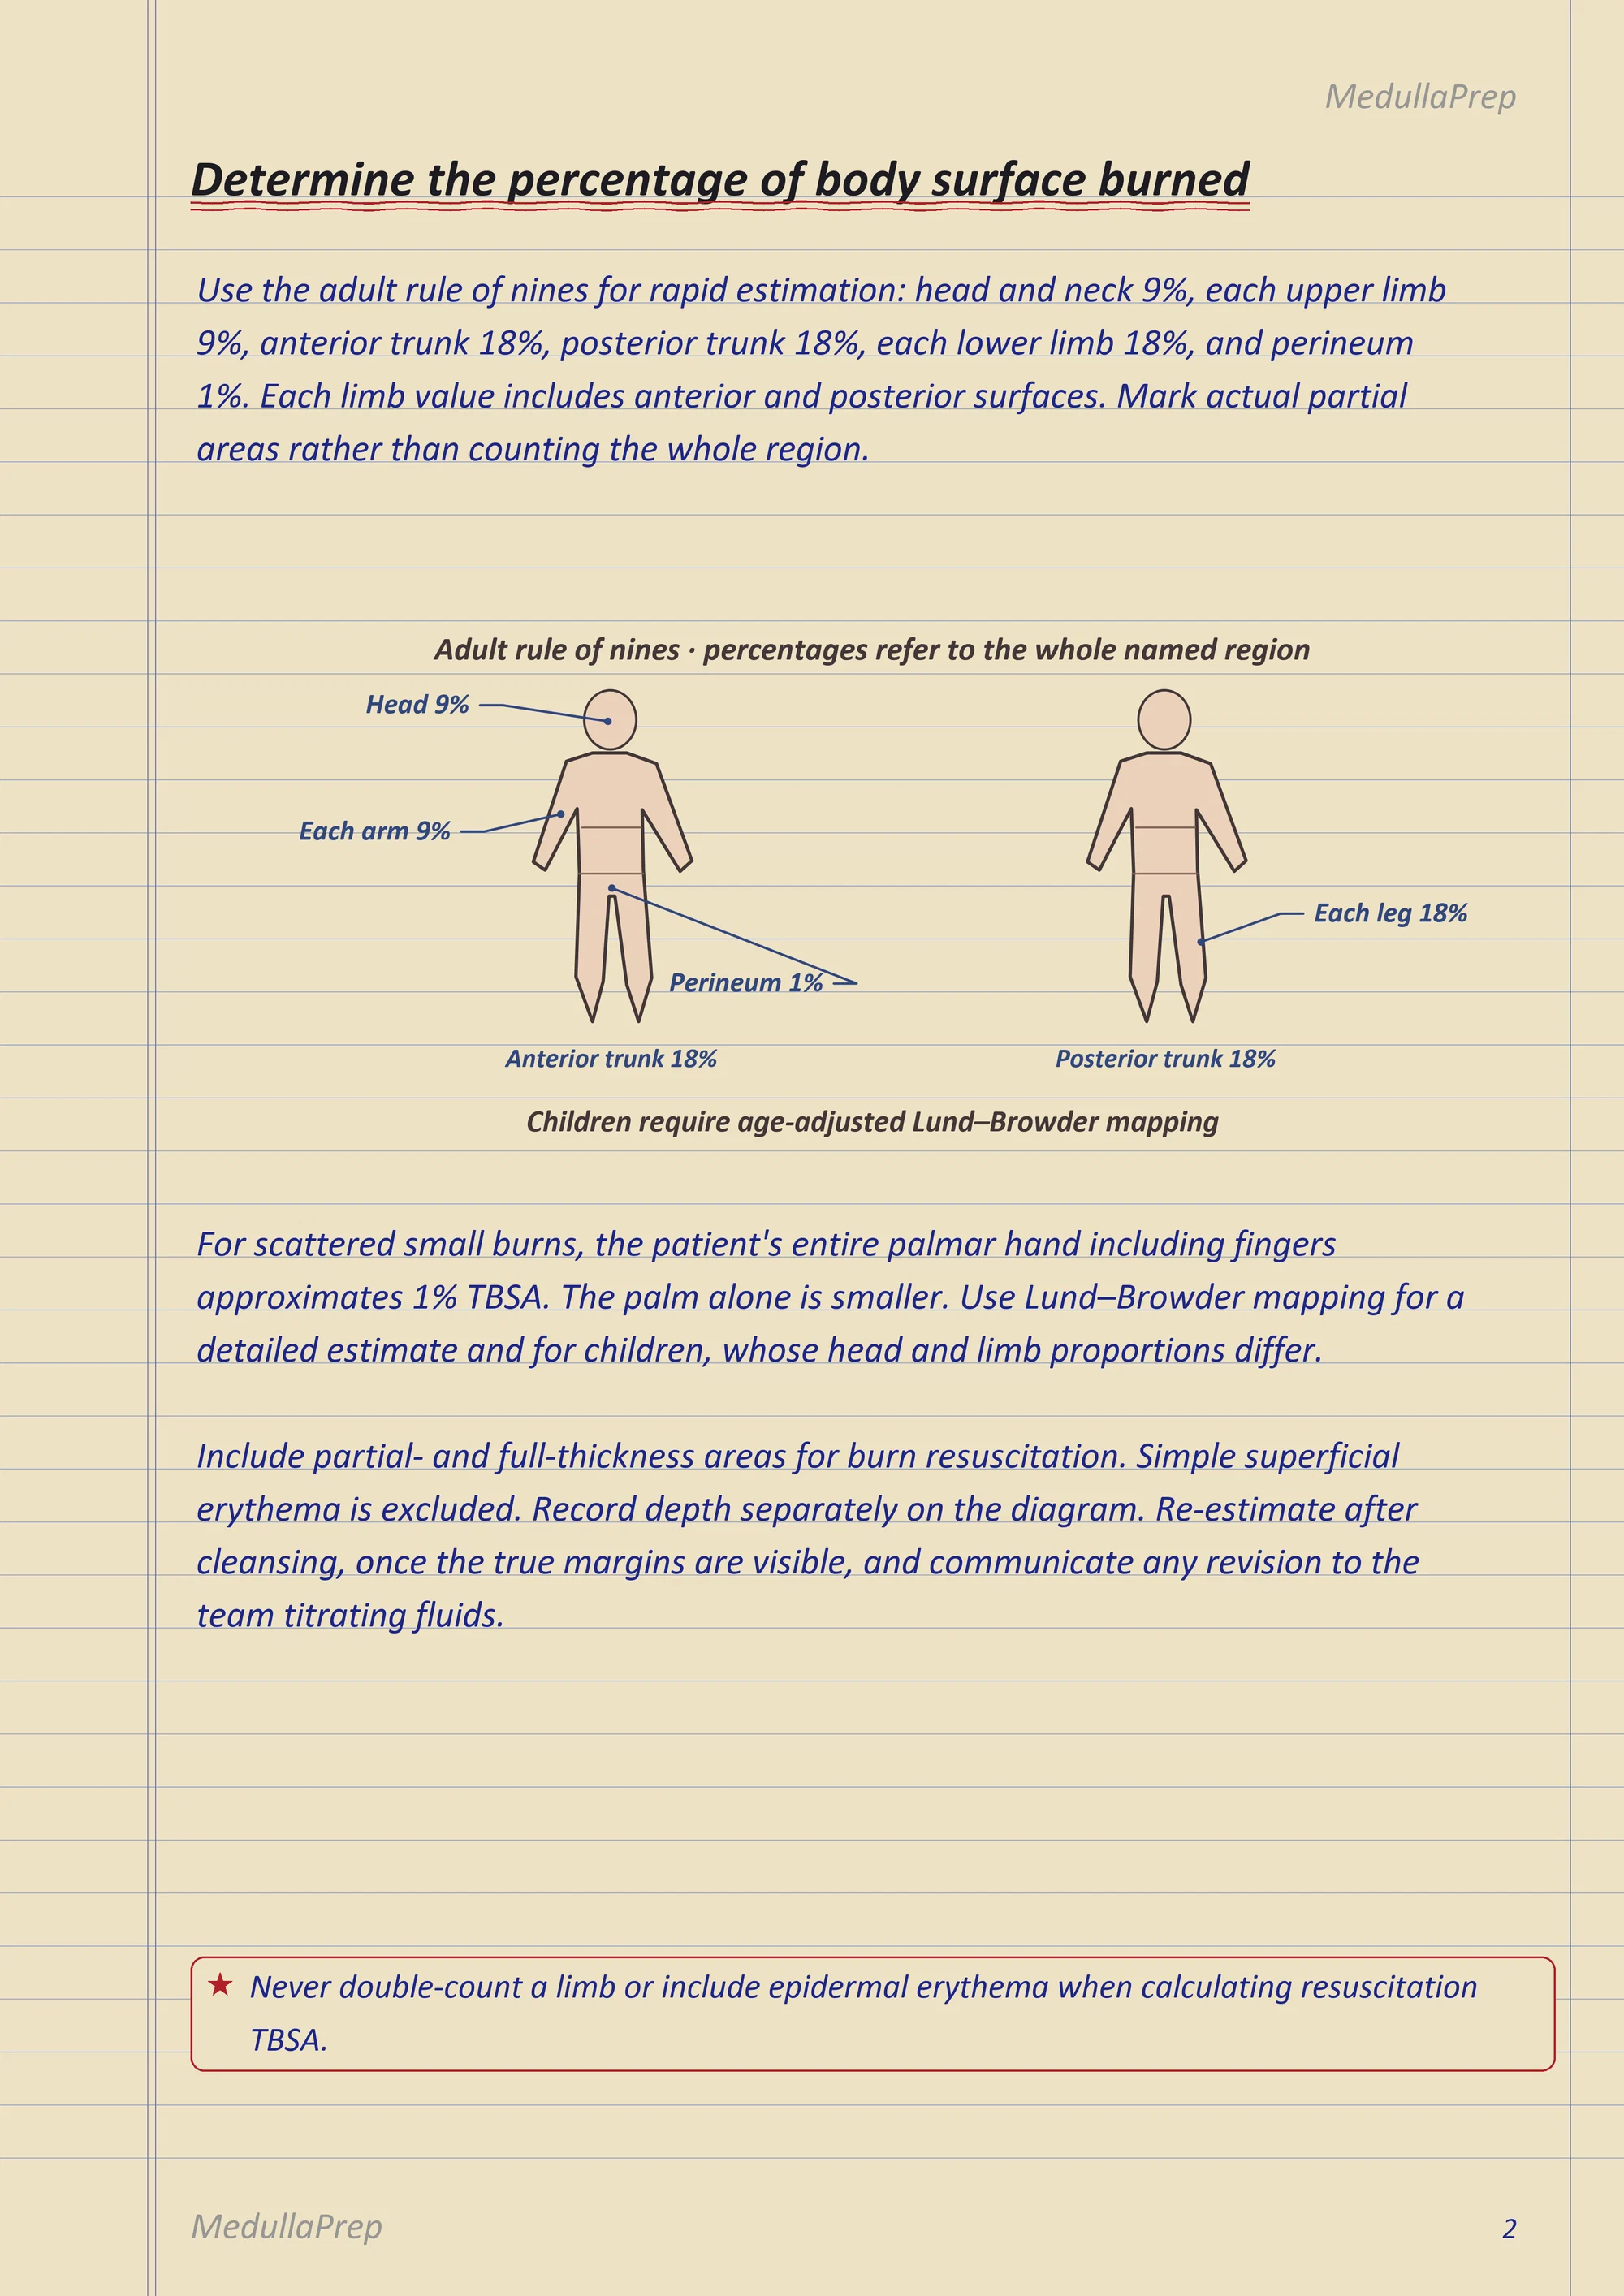 MedullaPrep
Determine the percentage of body surface burned
Use the adult rule of nines for rapid estimation: head and neck 9%, each upper limb
9%, anterior trunk 18%, posterior trunk 18%, each lower limb 18%, and perineum
1%. Each limb value includes anterior and posterior surfaces. Mark actual partial
areas rather than counting the whole region.
Adult rule of nines · percentages refer to the whole named region
Head 9%
Each arm 9%
Each leg 18%
Perineum 1%
Anterior trunk 18%
Posterior trunk 18%
Children require age-adjusted Lund–Browder mapping
For scattered small burns, the patient's entire palmar hand including fingers
approximates 1% TBSA. The palm alone is smaller. Use Lund–Browder mapping for a
detailed estimate and for children, whose head and limb proportions differ.
Include partial- and full-thickness areas for burn resuscitation. Simple superficial
erythema is excluded. Record depth separately on the diagram. Re-estimate after
cleansing, once the true margins are visible, and communicate any revision to the
team titrating fluids.
★ Never double-count a limb or include epidermal erythema when calculating resuscitation
TBSA.
MedullaPrep
2